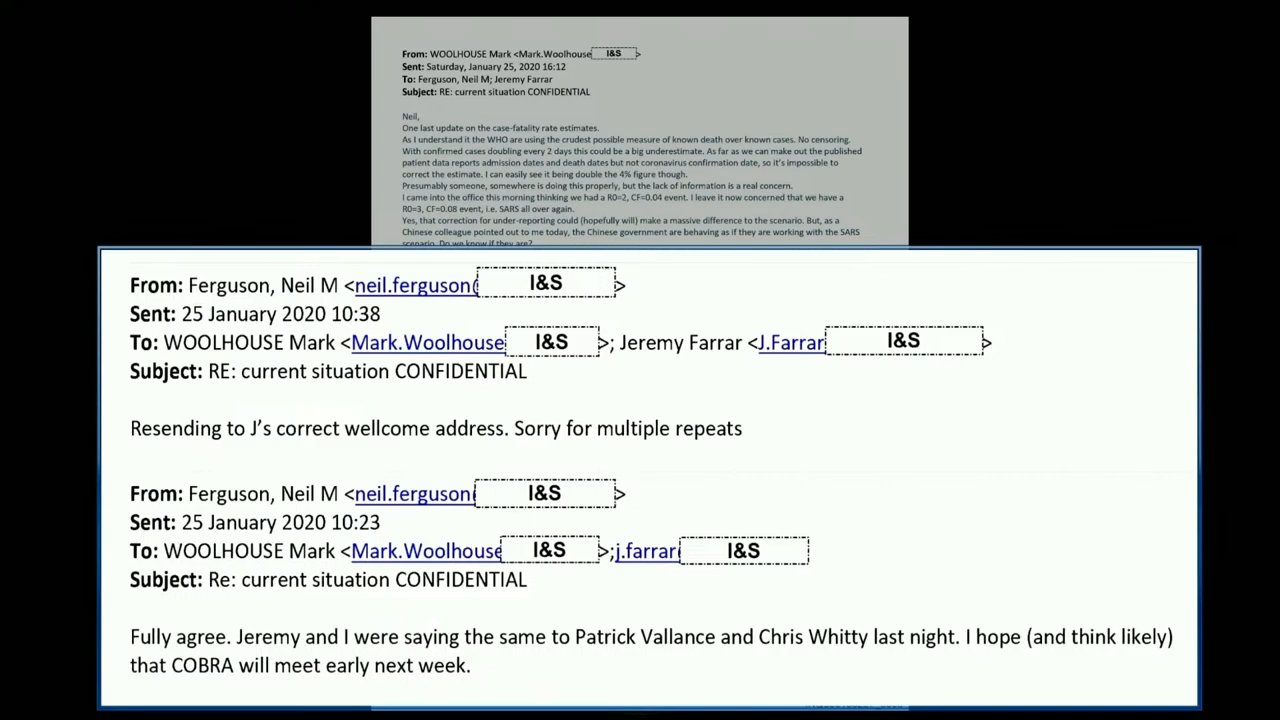 From: WOOLHOUSE Mark <Mark.Woolhouse I&S >
Sent: Saturday, January 25, 2020 16:12
To: Ferguson, Neil M; Jeremy Farrar
Subject: RE: current situation CONFIDENTIAL
Neil,
One last update on the case-fatality rate estimates.
As I understand it the WHO are using the crudest possible measure of known death over known cases. No censoring.
With confirmed cases doubling every 2 days this could be a big underestimate. As far as we can make out the published
patient data reports admission dates and death dates but not coronavirus confirmation date, so it's impossible to
correct the estimate. I can easily see it being double the 4% figure though.
Presumably someone, somewhere is doing this properly, but the lack of information is a real concern.
I came into the office this morning thinking we had a R0=2, CF=0.04 event. I leave it now concerned that we have a
R0=3, CF=0.08 event, i.e. SARS all over again.
Yes, that correction for under-reporting could (hopefully will) make a massive difference to the scenario. But, as a
Chinese colleague pointed out to me today, the Chinese government are behaving as if they are working with the SARS
scenario. Do we know if they are?
From: Ferguson, Neil M <neil.ferguson@ I&S >
Sent: 25 January 2020 10:38
To: WOOLHOUSE Mark <Mark.Woolhouse I&S >; Jeremy Farrar <J.Farrar I&S >
Subject: RE: current situation CONFIDENTIAL
Resending to J's correct wellcome address. Sorry for multiple repeats
From: Ferguson, Neil M <neil.ferguson I&S >
Sent: 25 January 2020 10:23
To: WOOLHOUSE Mark <Mark.Woolhouse I&S >;j.farrar I&S
Subject: Re: current situation CONFIDENTIAL
Fully agree. Jeremy and I were saying the same to Patrick Vallance and Chris Whitty last night. I hope (and think likely)
that COBRA will meet early next week.